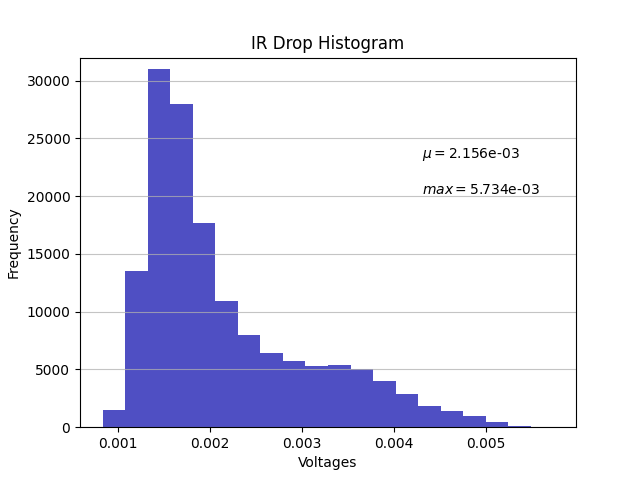 IR Drop Histogram
30000
25000
20000
15000
10000
5000
0
Frequency
μ = 2.156e-03
max = 5.734e-03
0.001 0.002 0.003 0.004 0.005
Voltages